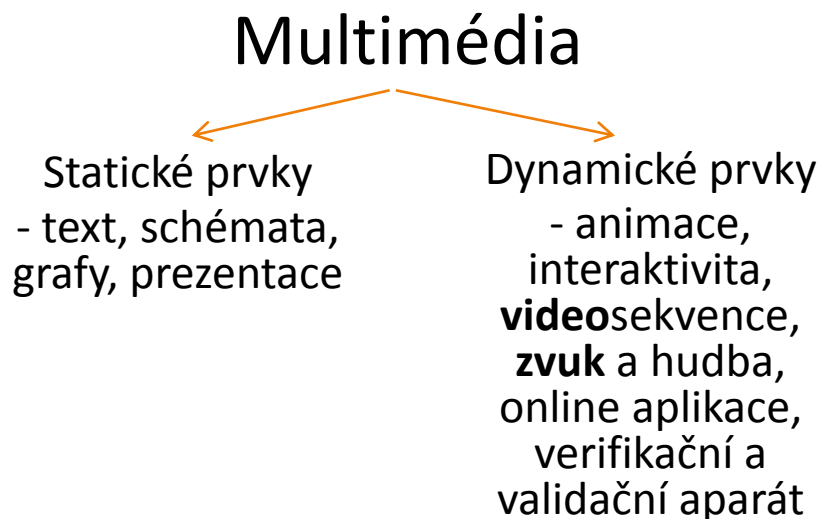 Multimédia
Statické prvky
- text, schémata,
grafy, prezentace
Dynamické prvky
- animace,
interaktivita,
videosekvence,
zvuk a hudba,
online aplikace,
verifikační a
validační aparát